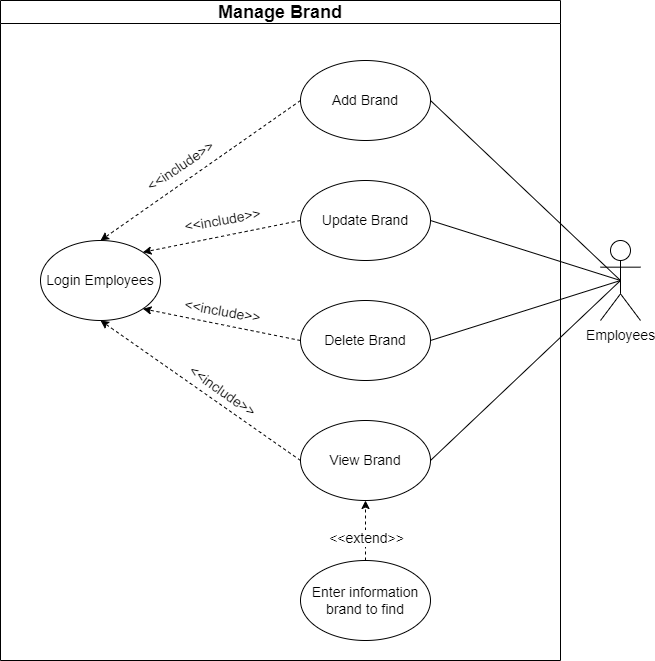 Manage Brand
Add Brand
<<include>>
Update Brand
<<include>>
Login Employees
Employees
<<include>>
Delete Brand
<<include>>
View Brand
<<extend>>
Enter information
brand to find